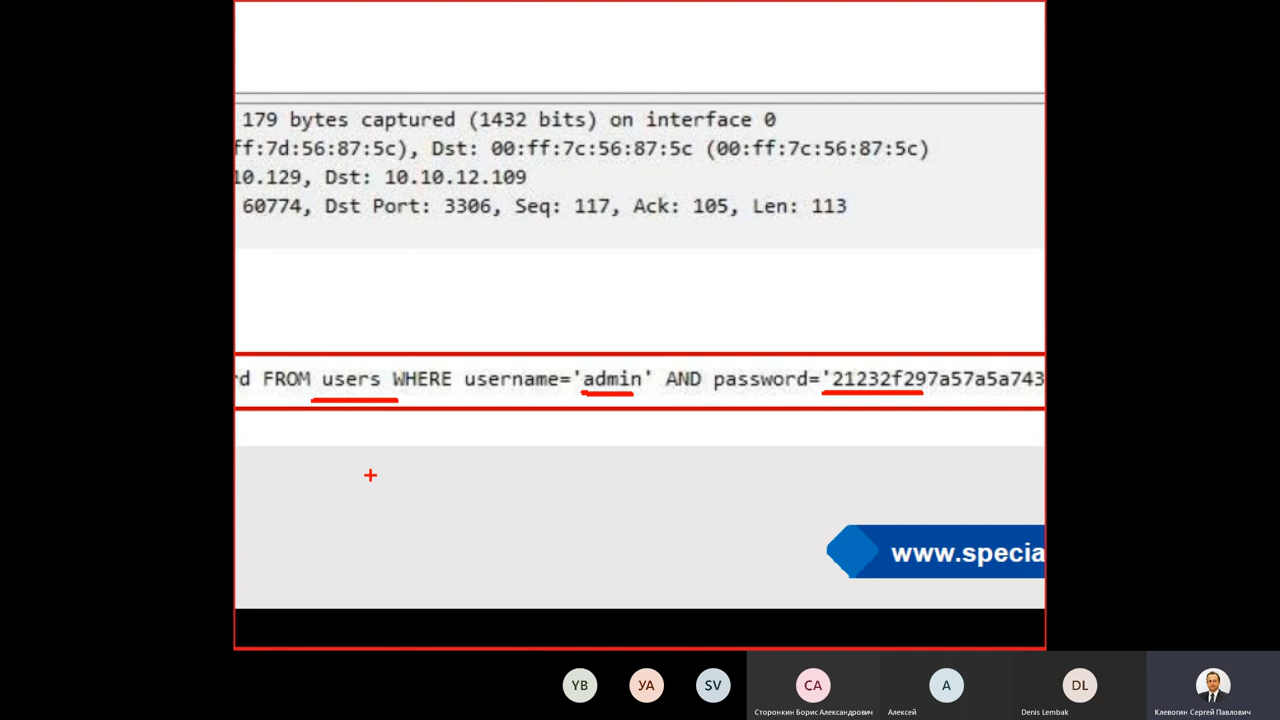 179 bytes captured (1432 bits) on interface 0
ff:7d:56:87:5c), Dst: 00:ff:7c:56:87:5c (00:ff:7c:56:87:5c)
10.129, Dst: 10.10.12.109
60774, Dst Port: 3306, Seq: 117, Ack: 105, Len: 113
rd FROM users WHERE username='admin' AND password='21232f297a57a5a743
www.specia
YB
УА
SV
СА
A
DL
Сторонкин Борис Александрович
Алексей
Denis Lembak
Клевогин Сергей Павлович